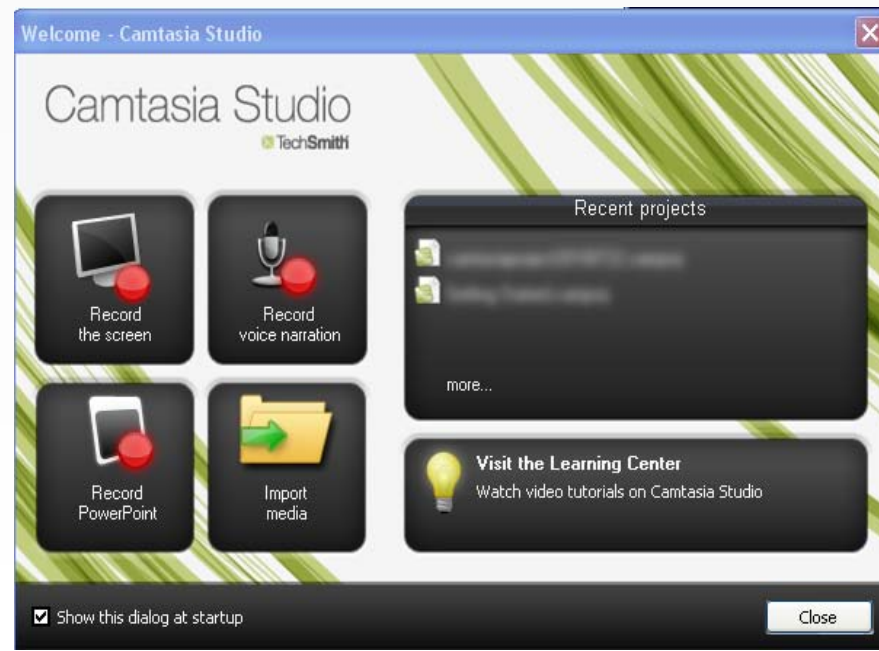 Welcome - Camtasia Studio
Camtasia Studio
TechSmith
Record
the screen
Record
voice narration
Record
PowerPoint
Import
media
Recent projects
more...
Visit the Learning Center
Watch video tutorials on Camtasia Studio
Show this dialog at startup
Close